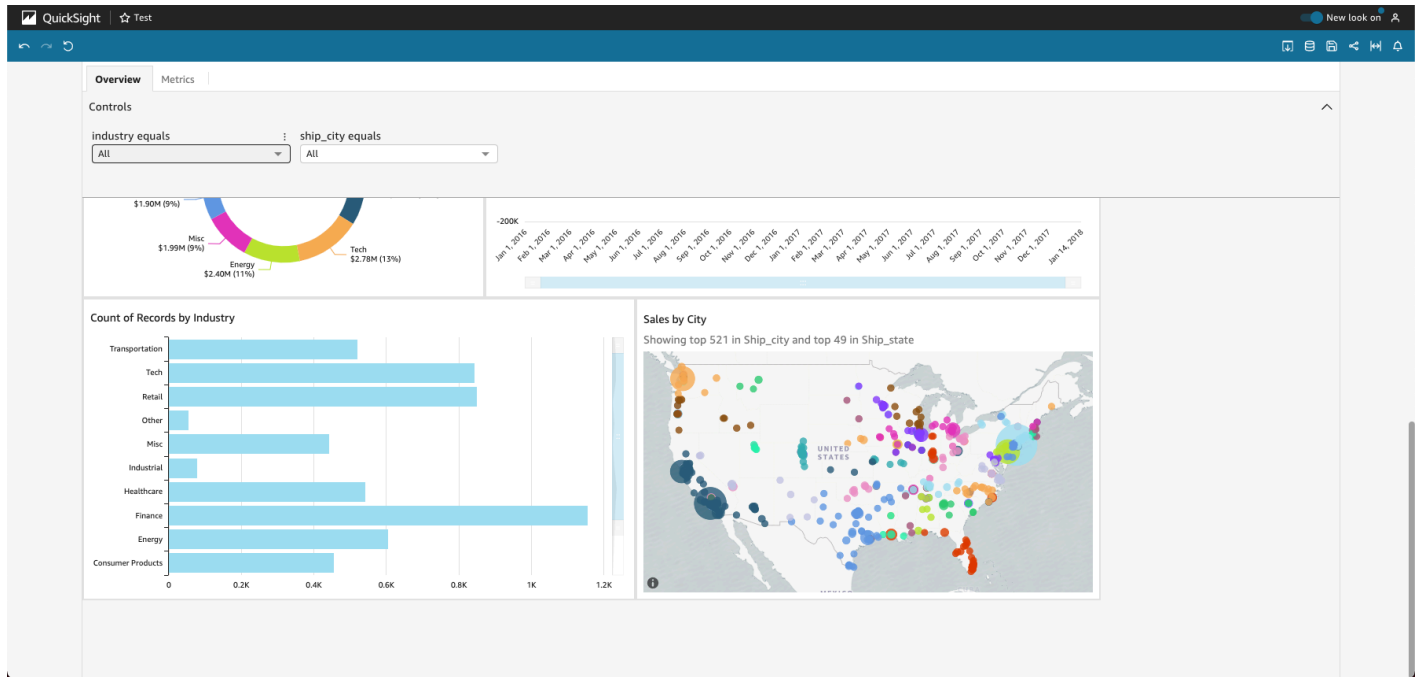 QuickSight
Test
New look on
Overview
Metrics
Controls
industry equals
ship_city equals
All
All
$1.90M (9%)
Misc
$1.99M (9%)
Energy
$2.40M (11%)
Tech
$2.78M (13%)
-200K
Jan 1, 2016
Feb 1, 2016
Mar 1, 2016
Apr 1, 2016
May 1, 2016
Jun 1, 2016
Jul 1, 2016
Aug 1, 2016
Sep 1, 2016
Oct 1, 2016
Nov 1, 2016
Dec 1, 2016
Jan 1, 2017
Feb 1, 2017
Mar 1, 2017
Apr 1, 2017
May 1, 2017
Jun 1, 2017
Jul 1, 2017
Aug 1, 2017
Sep 1, 2017
Oct 1, 2017
Nov 1, 2017
Dec 1, 2017
Jan 14, 2018
Count of Records by Industry
Transportation
Tech
Retail
Other
Misc
Industrial
Healthcare
Finance
Energy
Consumer Products
0
0.2K
0.4K
0.6K
0.8K
1K
1.2K
Sales by City
Showing top 521 in Ship_city and top 49 in Ship_state
UNITED
STATES